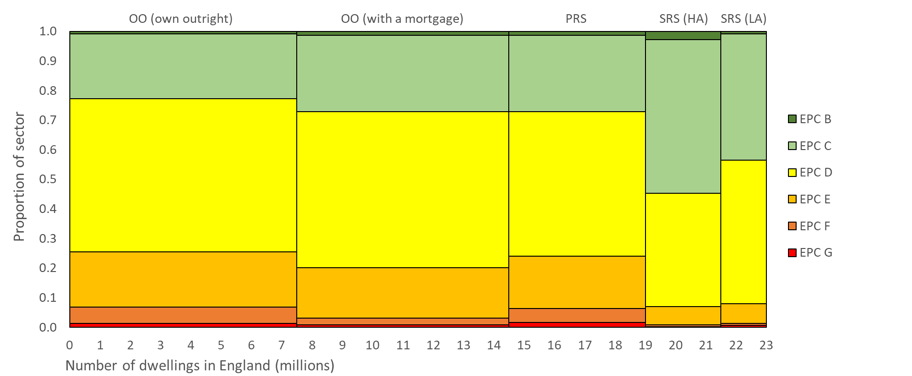 OO (own outright) OO (with a mortgage) PRS SRS (HA) SRS (LA)
1.0
0.9
0.8
0.7
0.6
0.5
0.4
0.3
0.2
0.1
0.0
Proportion of sector
0 1 2 3 4 5 6 7 8 9 10 11 12 13 14 15 16 17 18 19 20 21 22 23
Number of dwellings in England (millions)
EPC B
EPC C
EPC D
EPC E
EPC F
EPC G